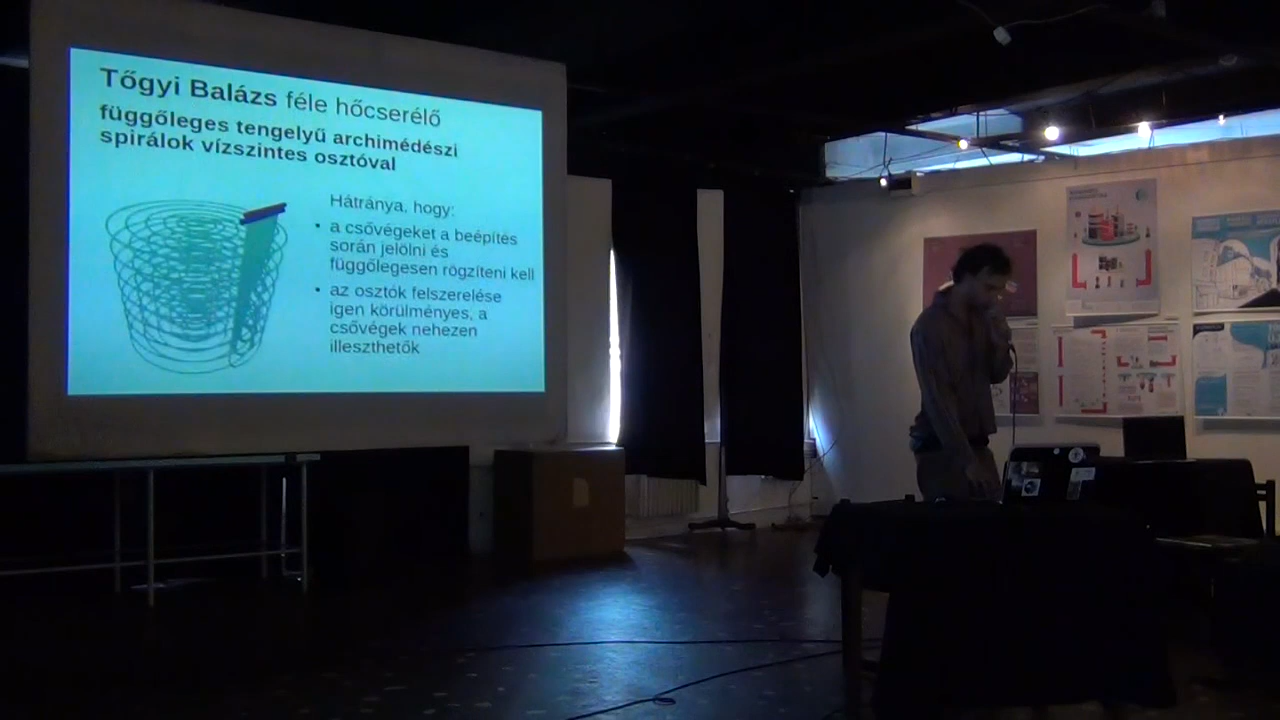 Tőgyi Balázs féle hőcserélő
függőleges tengelyű archimédészi
spirálok vízszintes osztóval
Hátránya, hogy:
• a csővégeket a beépítés
során jelölni és
függőlegesen rögzíteni kell
• az osztók felszerelése
igen körülményes, a
csővégek nehezen
illeszthetők